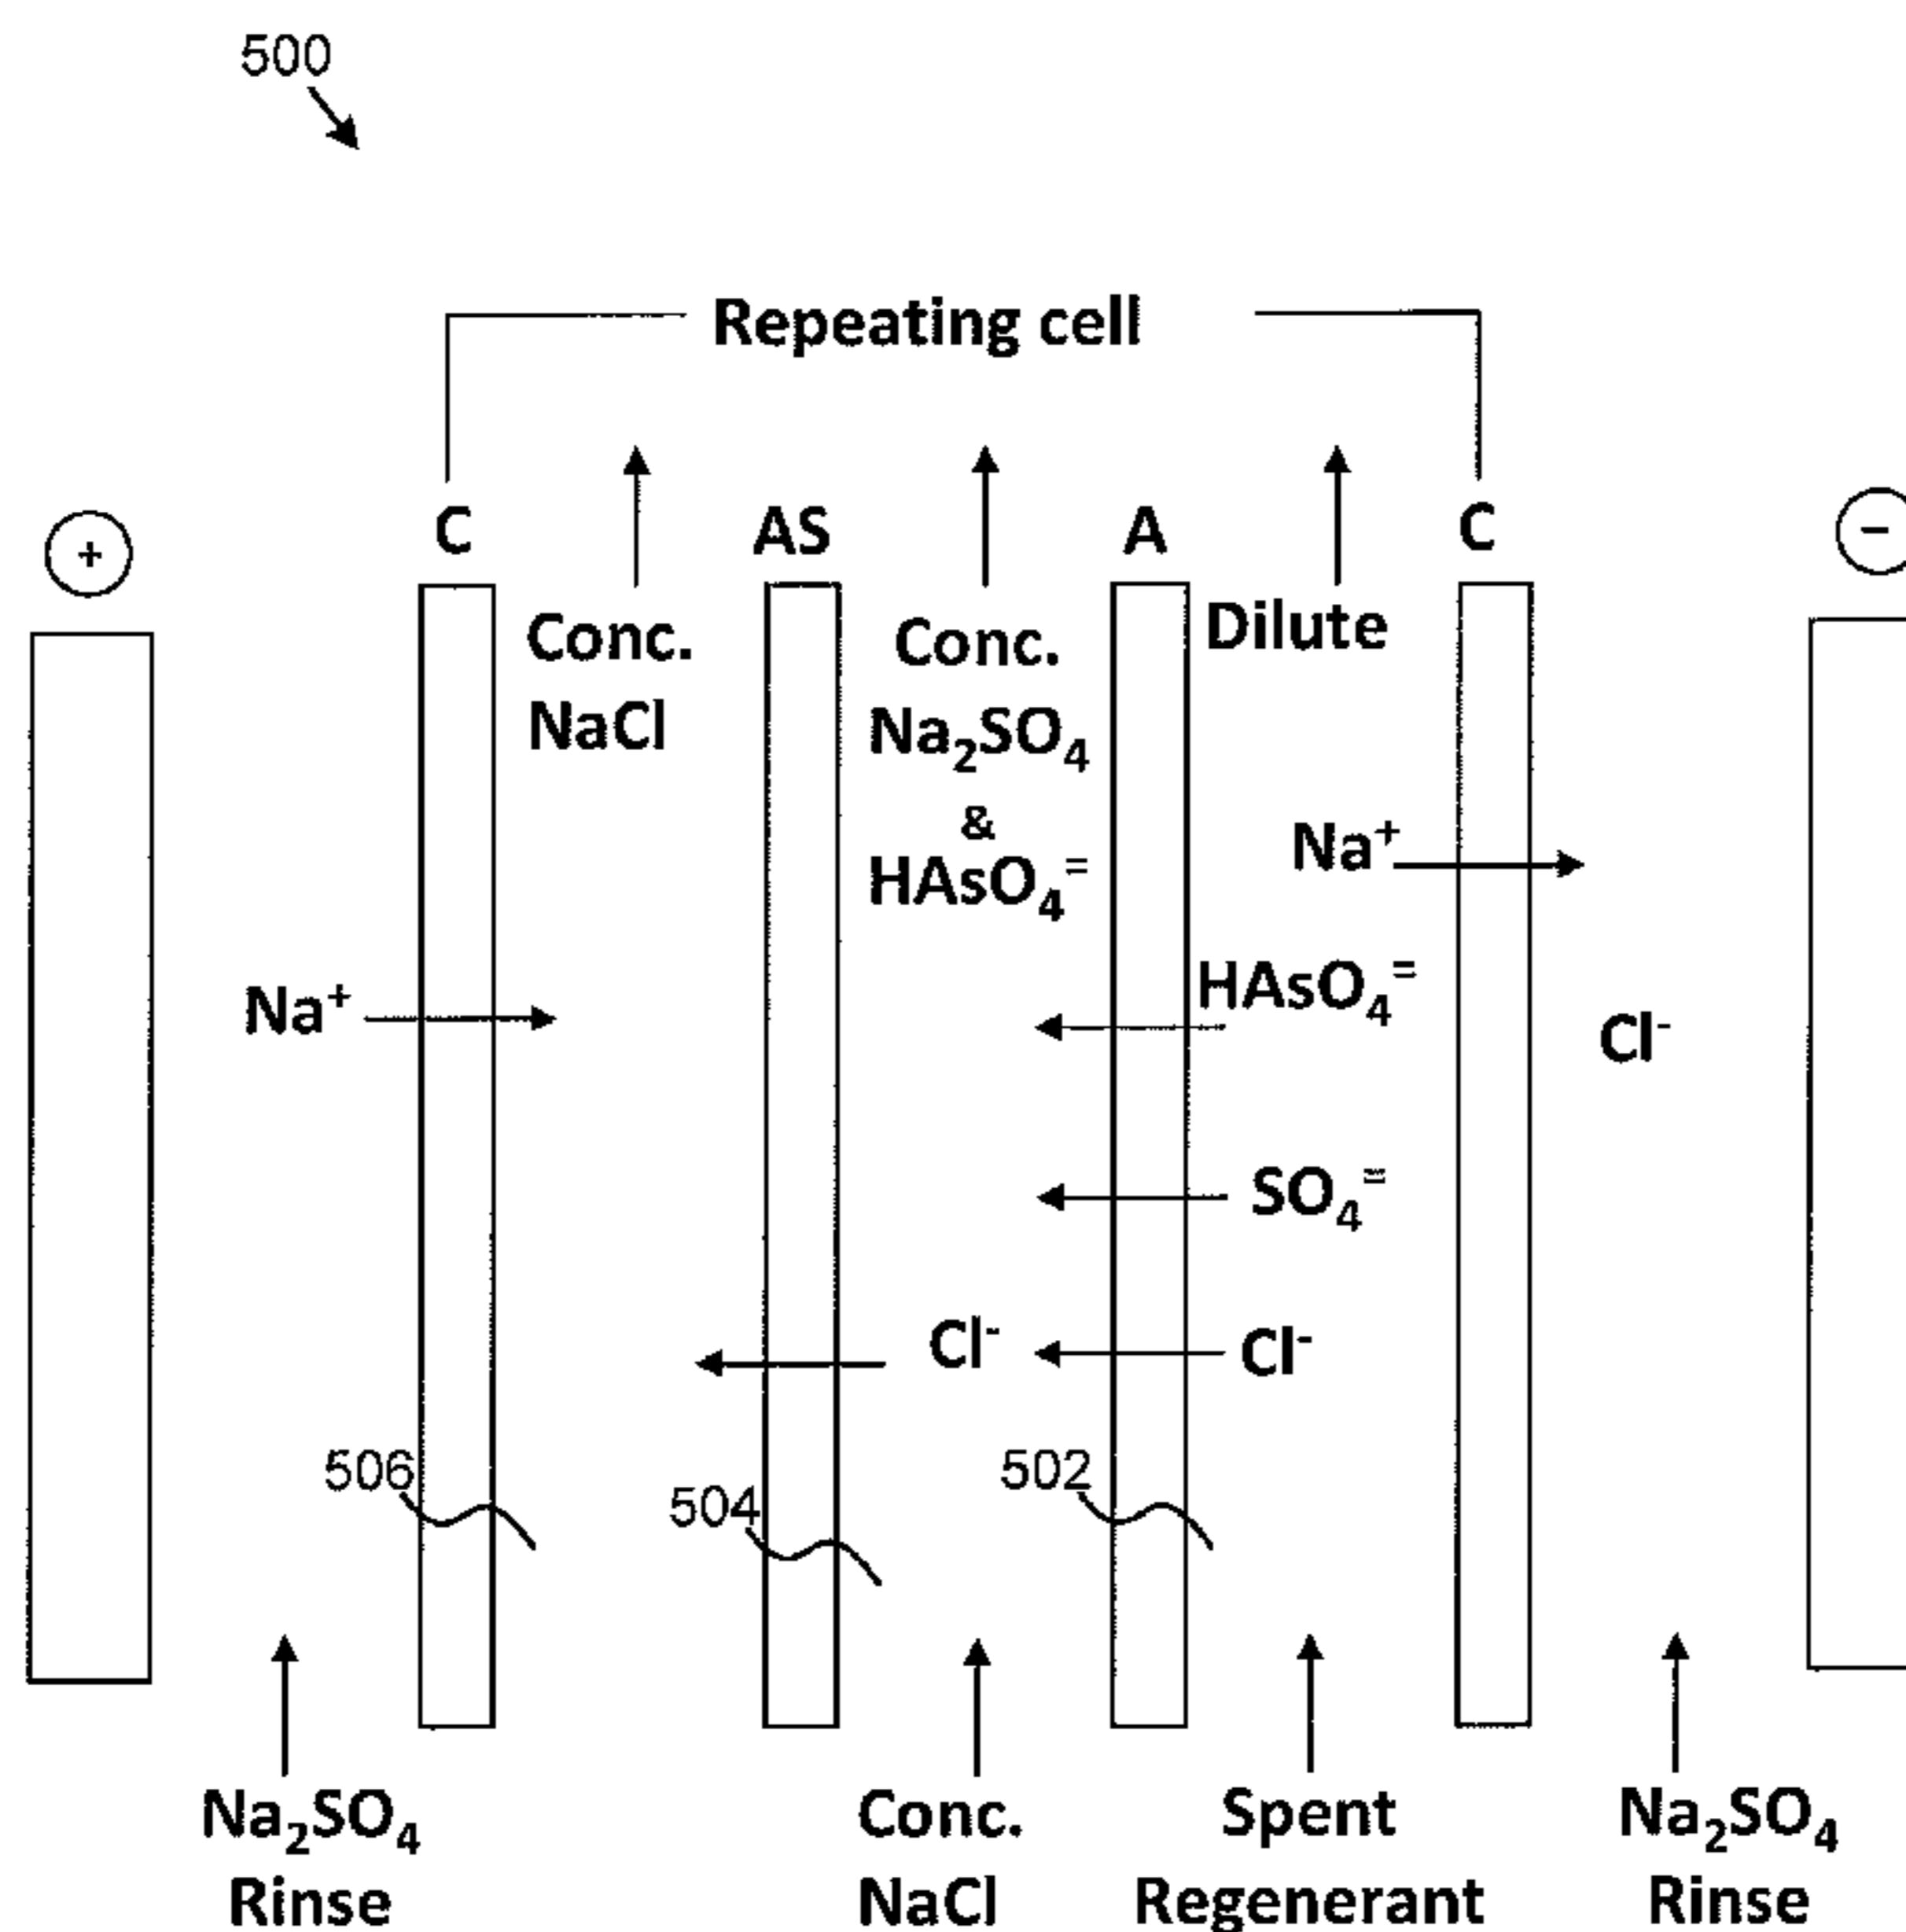 500
Repeating cell
C
AS
A
C
+
−
Conc.
NaCl
Conc.
Na₂SO₄
&
HAsO₄⁼
Dilute
Na⁺
HAsO₄⁼
Na⁺
Cl⁻
SO₄⁼
Cl⁻
Cl⁻
506
504
502
Na₂SO₄
Rinse
Conc.
NaCl
Spent
Regenerant
Na₂SO₄
Rinse